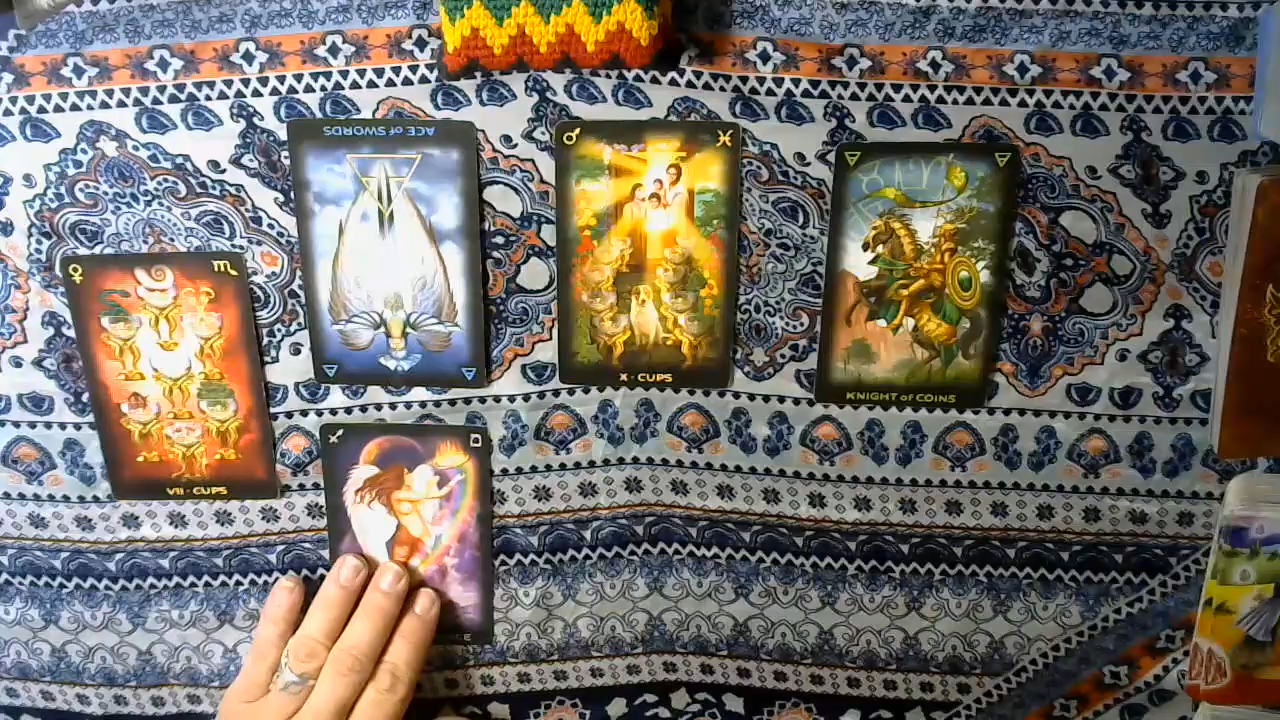 ACE OF SWORDS
X · CUPS
KNIGHT OF COINS
VII · CUPS